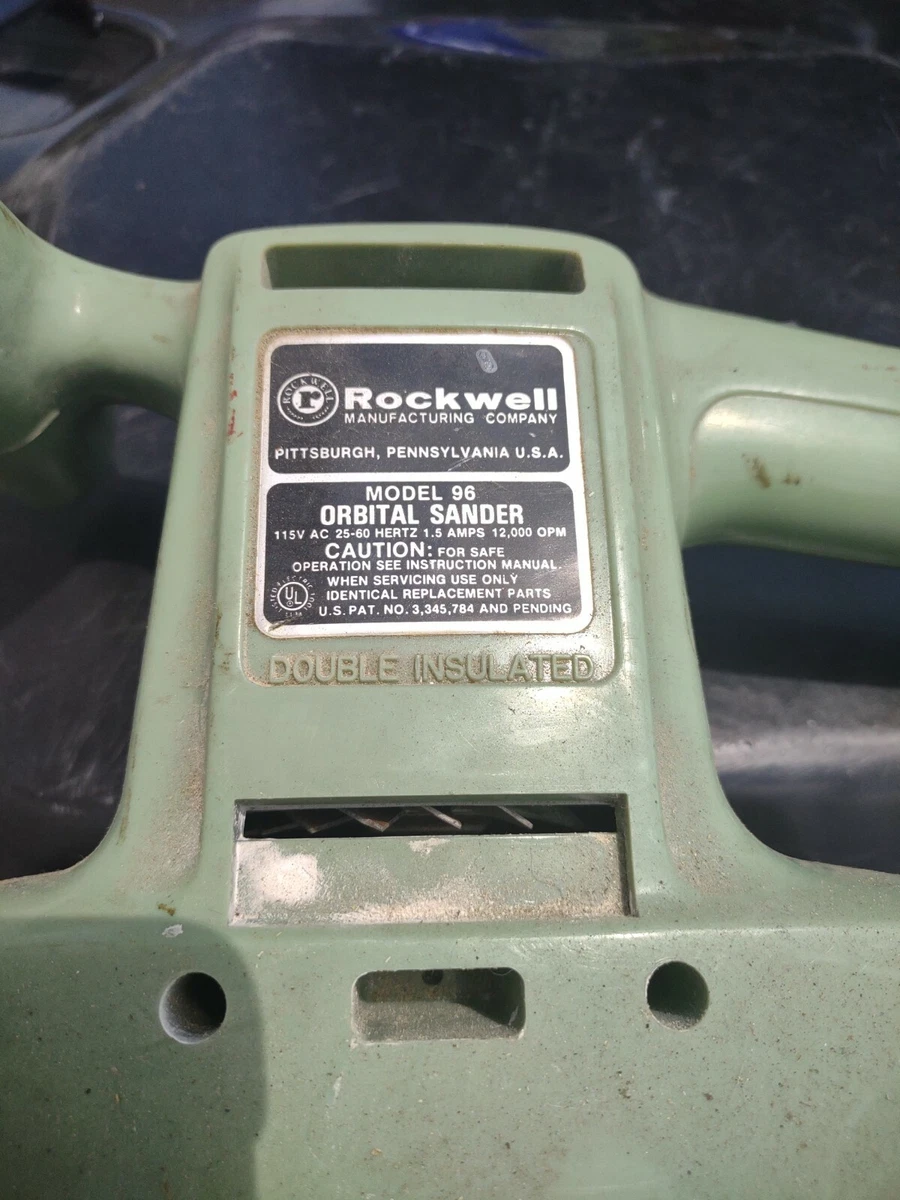 ROCKWELL
r
Rockwell
MANUFACTURING COMPANY
PITTSBURGH, PENNSYLVANIA U.S.A.
MODEL 96
ORBITAL SANDER
115V AC 25-60 HERTZ 1.5 AMPS 12,000 OPM
CAUTION: FOR SAFE
OPERATION SEE INSTRUCTION MANUAL.
WHEN SERVICING USE ONLY
IDENTICAL REPLACEMENT PARTS
U.S. PAT. NO. 3,345,784 AND PENDING
UL
DOUBLE INSULATED